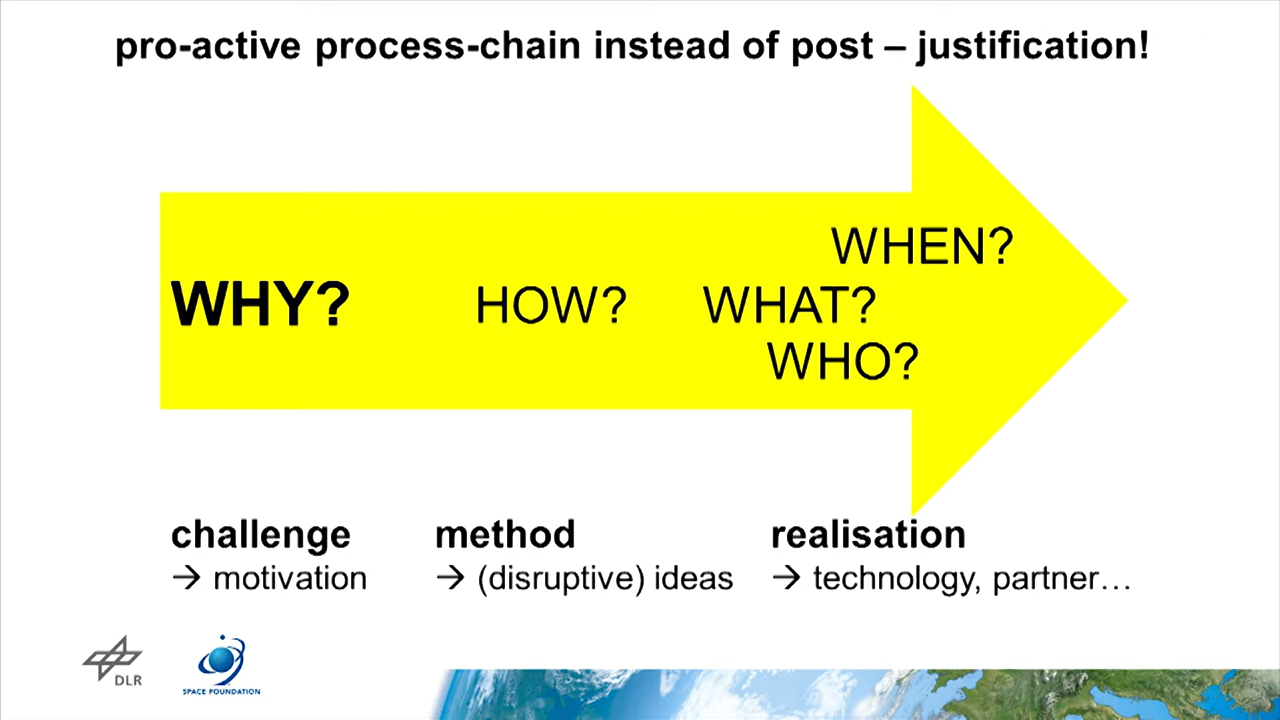 pro-active process-chain instead of post – justification!
WHEN?
WHY? HOW? WHAT?
WHO?
challenge method realisation
→ motivation → (disruptive) ideas → technology, partner…
DLR
SPACE FOUNDATION